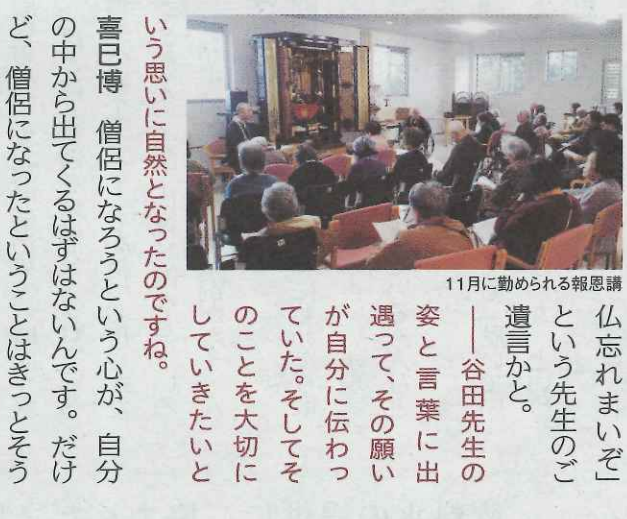 11月に勤められる報恩講
仏忘れまいぞ」
という先生のご
遺言かと。
――谷田先生の
姿と言葉に出
遇って、その願い
が自分に伝わっ
ていた。そしてそ
のことを大切に
していきたいと
いう思いに自然となったのですね。
喜巳博　僧侶になろうという心が、自分
の中から出てくるはずはないんです。だけ
ど、僧侶になったということはきっとそう